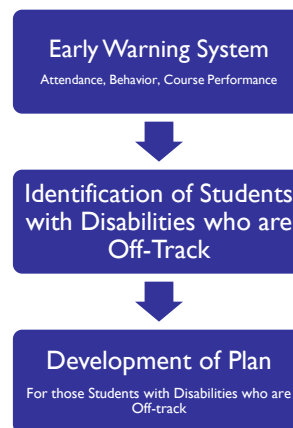 Early Warning System
Attendance, Behavior, Course Performance
Identification of Students
with Disabilities who are
Off-Track
Development of Plan
For those Students with Disabilities who are
Off-track